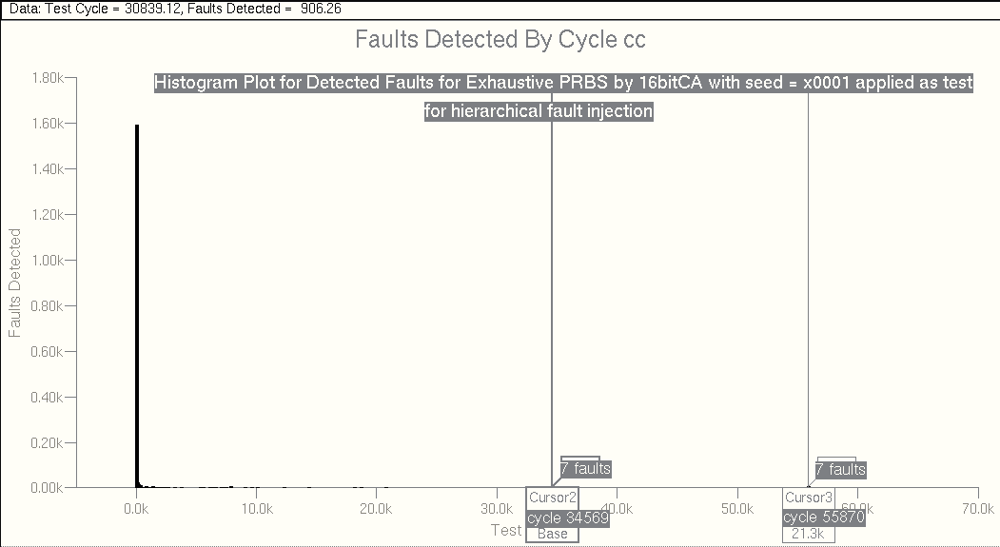 Data: Test Cycle = 30839.12, Faults Detected = 906.26
Faults Detected By Cycle cc
Histogram Plot for Detected Faults for Exhaustive PRBS by 16bitCA with seed = x0001 applied as test
for hierarchical fault injection
1.80k
1.60k
1.40k
1.20k
1.00k
0.80k
0.60k
0.40k
0.20k
0.00k
Faults Detected
7 faults
7 faults
0.0k 10.0k 20.0k 30.0k 40.0k 50.0k 60.0k 70.0k
Cursor2
cycle 34569
Base
Cursor3
cycle 55870
21.3k
Test